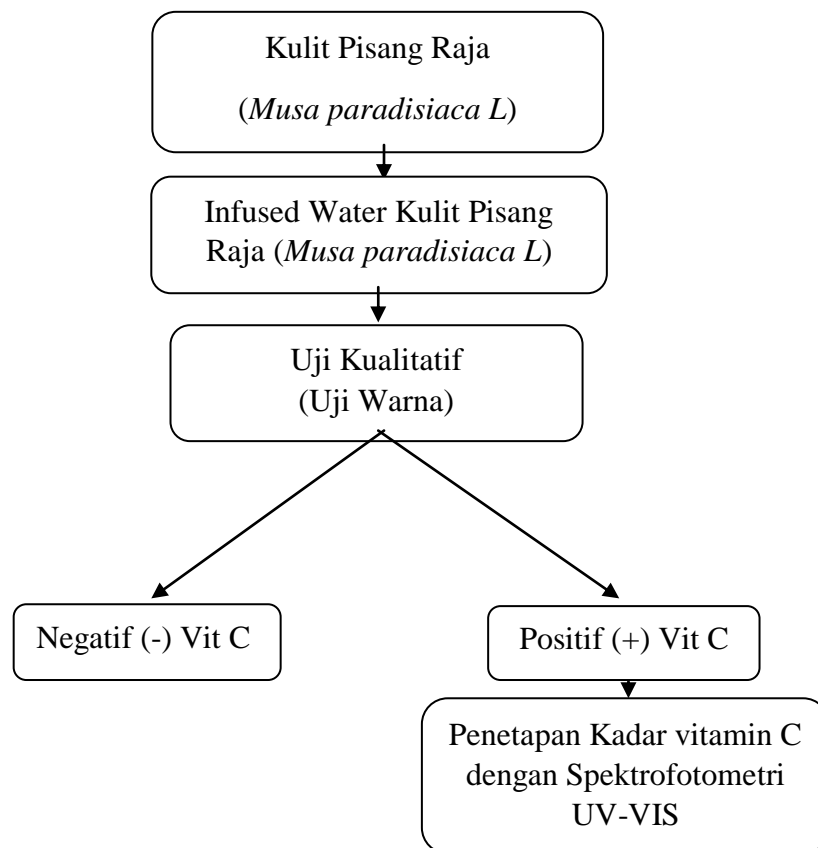 Kulit Pisang Raja
(Musa paradisiaca L)
Infused Water Kulit Pisang
Raja (Musa paradisiaca L)
Uji Kualitatif
(Uji Warna)
Negatif (-) Vit C
Positif (+) Vit C
Penetapan Kadar vitamin C
dengan Spektrofotometri
UV-VIS